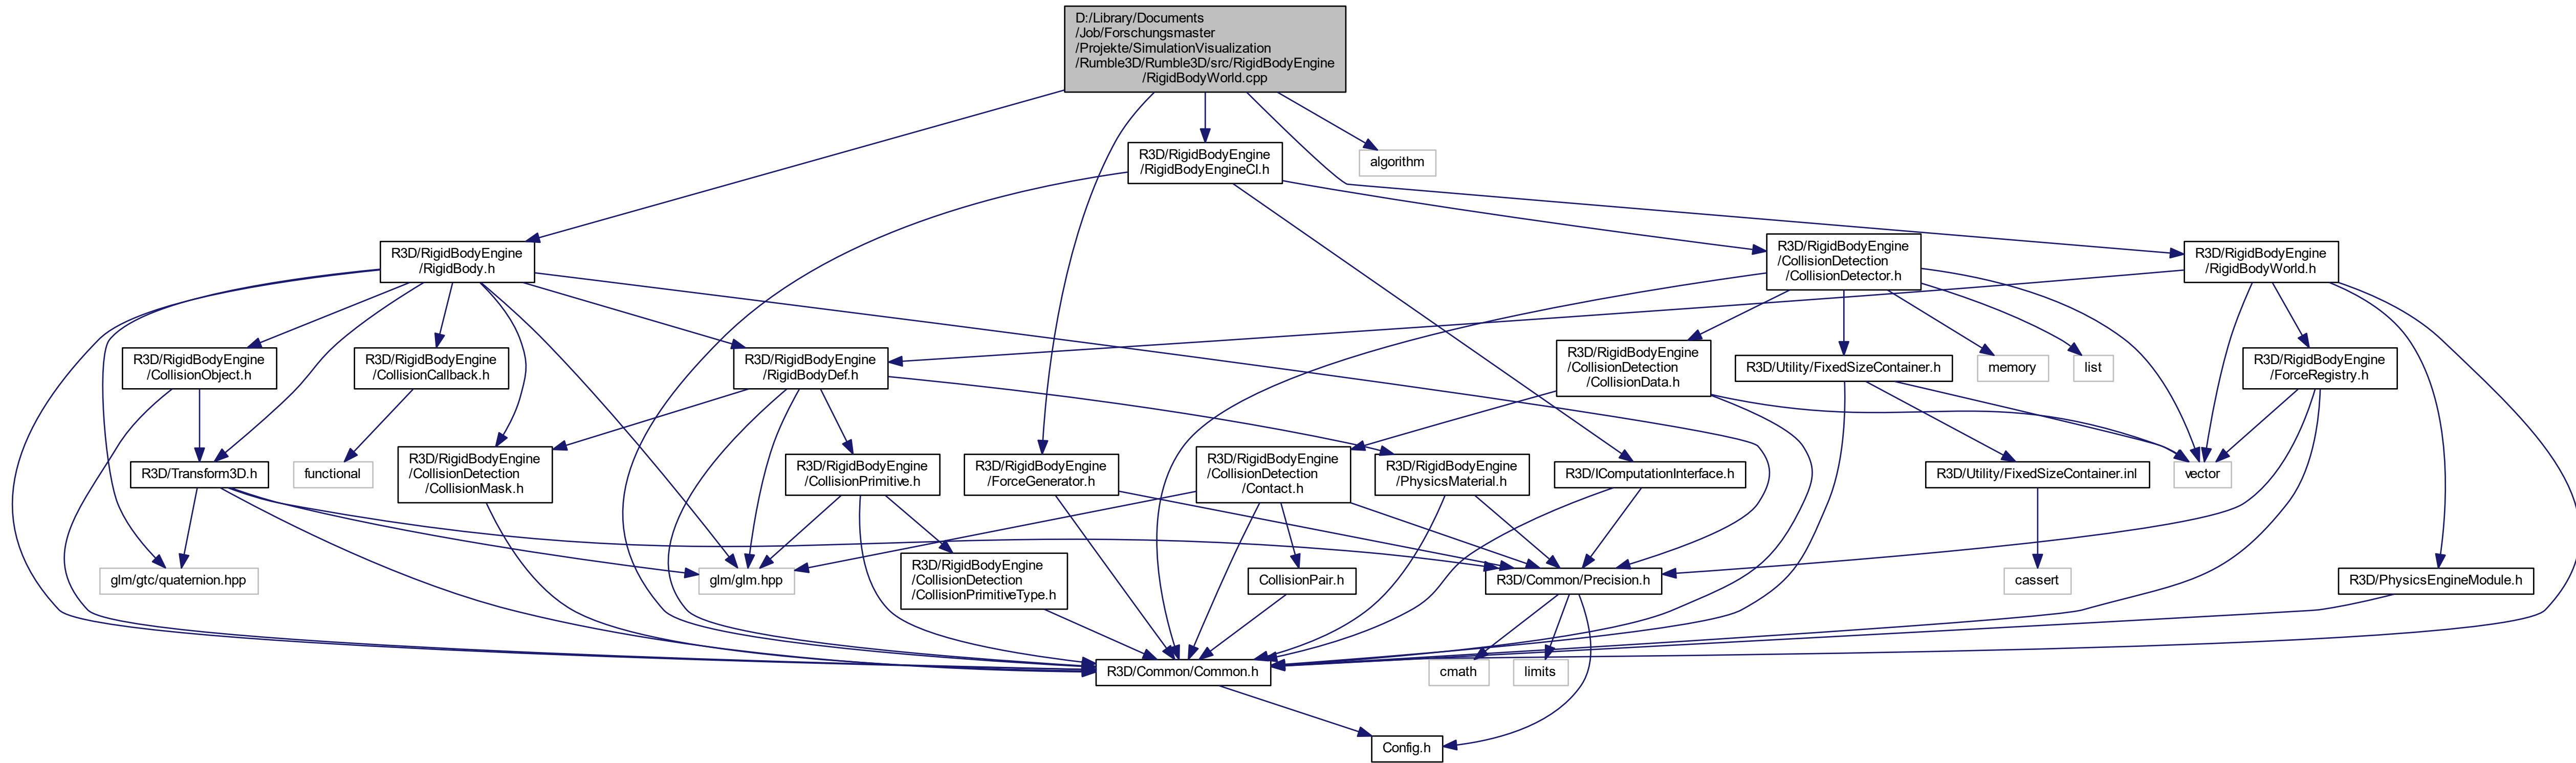 D:/Library/Documents
/Job/Forschungsmaster
/Projekte/SimulationVisualization
/Rumble3D/Rumble3D/src/RigidBodyEngine
/RigidBodyWorld.cpp
R3D/RigidBodyEngine
/RigidBodyEngineCI.h
algorithm
R3D/RigidBodyEngine
/RigidBody.h
R3D/RigidBodyEngine
/CollisionDetection
/CollisionDetector.h
R3D/RigidBodyEngine
/RigidBodyWorld.h
R3D/RigidBodyEngine
/CollisionObject.h
R3D/RigidBodyEngine
/CollisionCallback.h
R3D/RigidBodyEngine
/RigidBodyDef.h
R3D/RigidBodyEngine
/CollisionDetection
/CollisionData.h
R3D/Utility/FixedSizeContainer.h
memory
list
R3D/RigidBodyEngine
/ForceRegistry.h
R3D/Transform3D.h
functional
R3D/RigidBodyEngine
/CollisionDetection
/CollisionMask.h
R3D/RigidBodyEngine
/CollisionPrimitive.h
R3D/RigidBodyEngine
/ForceGenerator.h
R3D/RigidBodyEngine
/CollisionDetection
/Contact.h
R3D/RigidBodyEngine
/PhysicsMaterial.h
R3D/IComputationInterface.h
R3D/Utility/FixedSizeContainer.inl
vector
glm/gtc/quaternion.hpp
glm/glm.hpp
R3D/RigidBodyEngine
/CollisionDetection
/CollisionPrimitiveType.h
CollisionPair.h
R3D/Common/Precision.h
cassert
R3D/PhysicsEngineModule.h
R3D/Common/Common.h
cmath
limits
Config.h